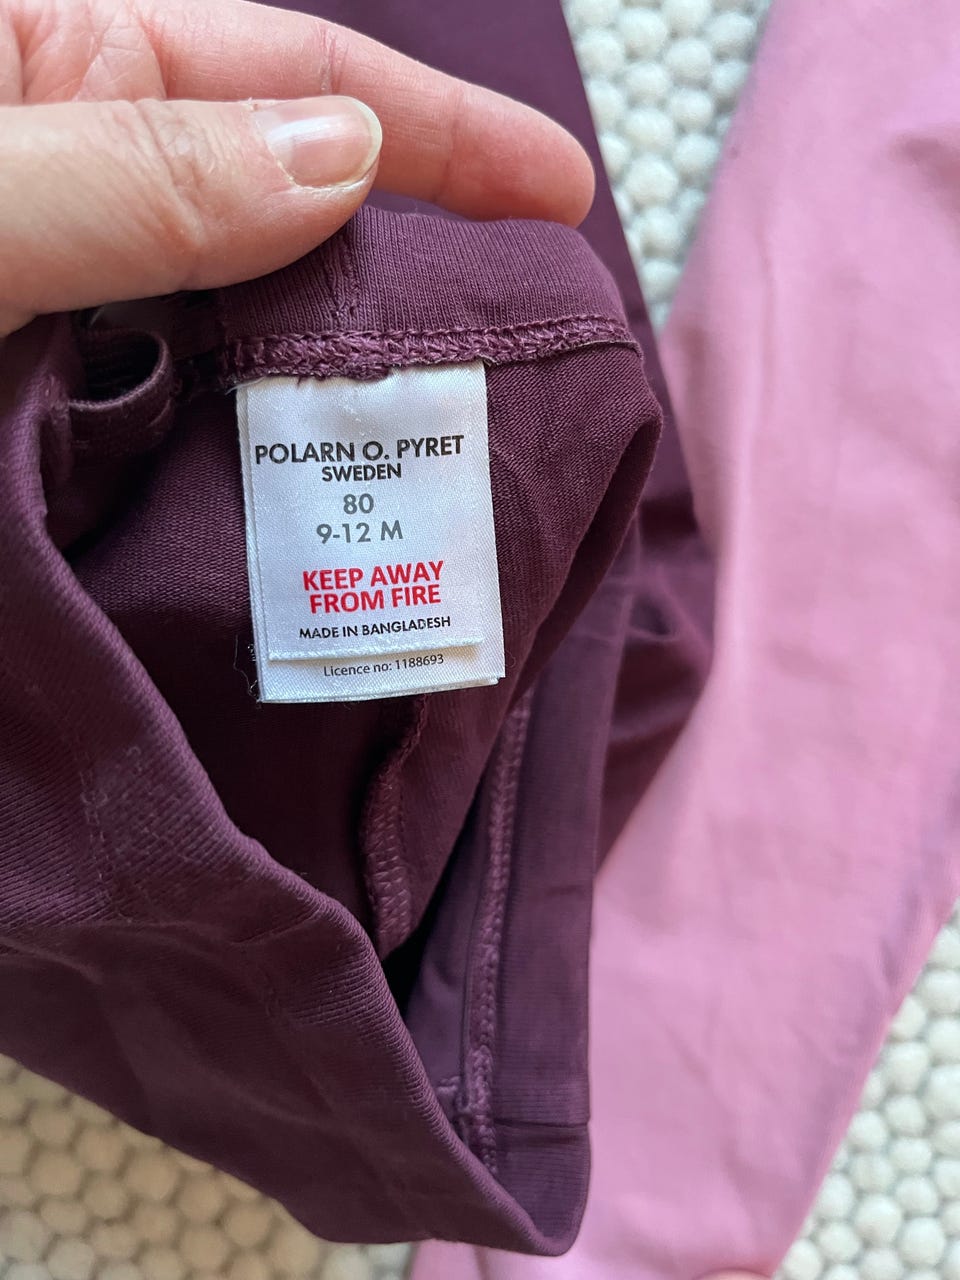 POLARN O. PYRET
SWEDEN
80
9-12 M
KEEP AWAY
FROM FIRE
MADE IN BANGLADESH
Licence no: 1188693